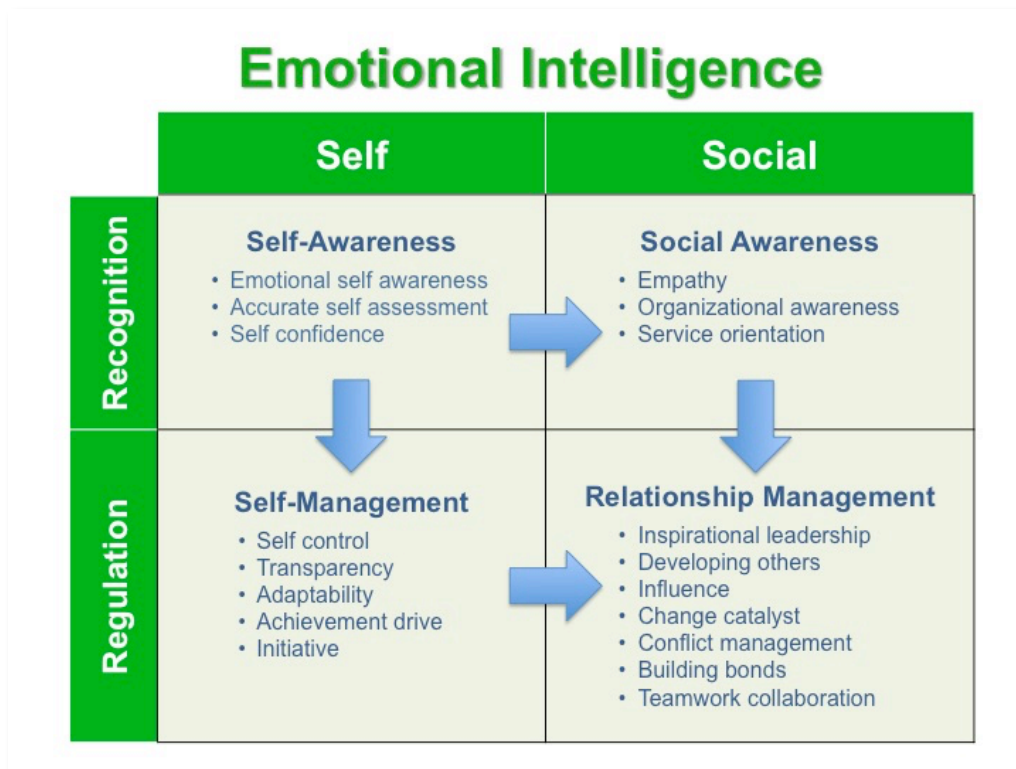 Emotional Intelligence
Self
Social
Recognition
Self-Awareness
• Emotional self awareness
• Accurate self assessment
• Self confidence
Social Awareness
• Empathy
• Organizational awareness
• Service orientation
Regulation
Self-Management
• Self control
• Transparency
• Adaptability
• Achievement drive
• Initiative
Relationship Management
• Inspirational leadership
• Developing others
• Influence
• Change catalyst
• Conflict management
• Building bonds
• Teamwork collaboration